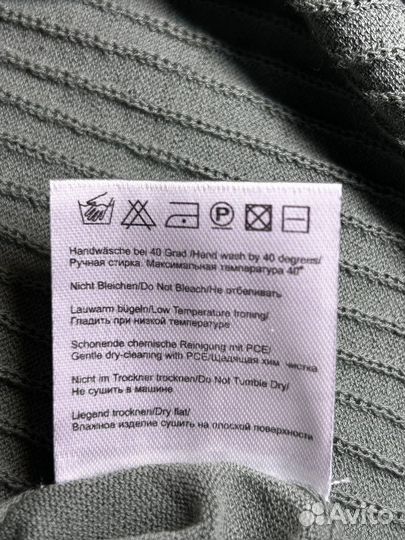 P
Handwäsche bei 40 Grad /Hand wash by 40 degrees/
Ручная стирка. Максимальная температура 40°
Nicht Bleichen/Do Not Bleach/Не отбеливать
Lauwarm bügeln/Low Temperature Ironing/
Гладить при низкой температуре
Schonende chemische Reinigung mit PCE/
Gentle dry-cleaning with PCE/Щадящая хим чистка
Nicht im Trockner trocknen/Do Not Tumble Dry/
Не сушить в машине
Liegend trocknen/Dry flat/
Влажное изделие сушить на плоской поверхности
Avito